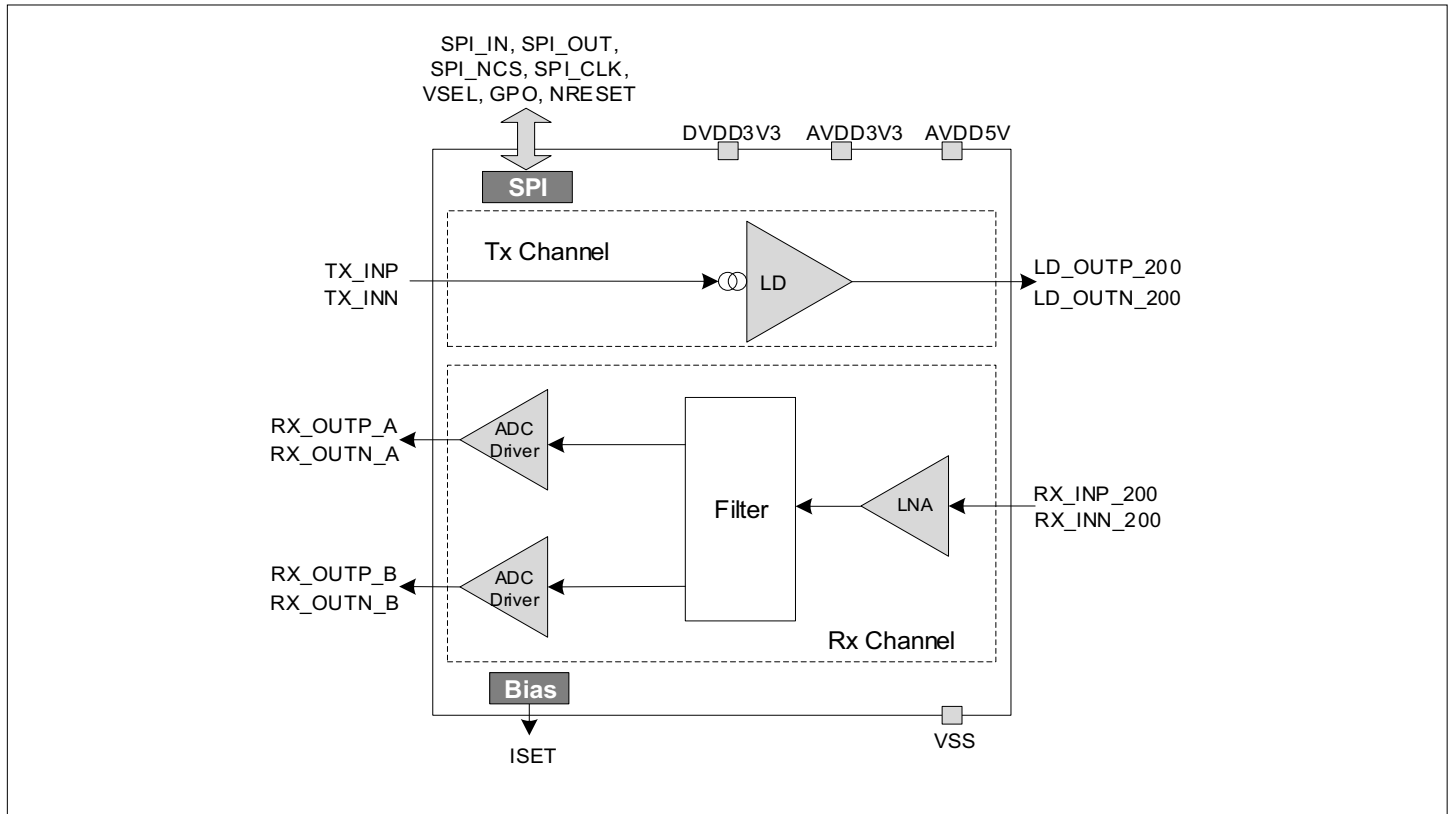 SPI_IN, SPI_OUT,
SPI_NCS, SPI_CLK,
VSEL, GPO, NRESET
DVDD3V3
AVDD3V3
AVDD5V
SPI
Tx Channel
TX_INP
TX_INN
LD
LD_OUTP_200
LD_OUTN_200
RX_OUTP_A
RX_OUTN_A
ADC
Driver
Filter
LNA
RX_INP_200
RX_INN_200
RX_OUTP_B
RX_OUTN_B
ADC
Driver
Rx Channel
Bias
ISET
VSS